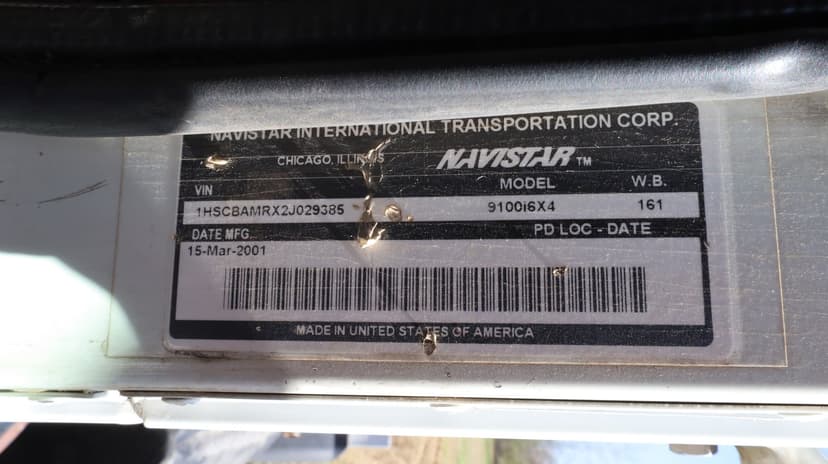 NAVISTAR INTERNATIONAL TRANSPORTATION CORP.
CHICAGO, ILLINOIS NAVISTAR TM
VIN MODEL W.B.
1HSCBAMRX2J029385 9100i6X4 161
DATE MFG. PD LOC - DATE
15-Mar-2001
MADE IN UNITED STATES OF AMERICA